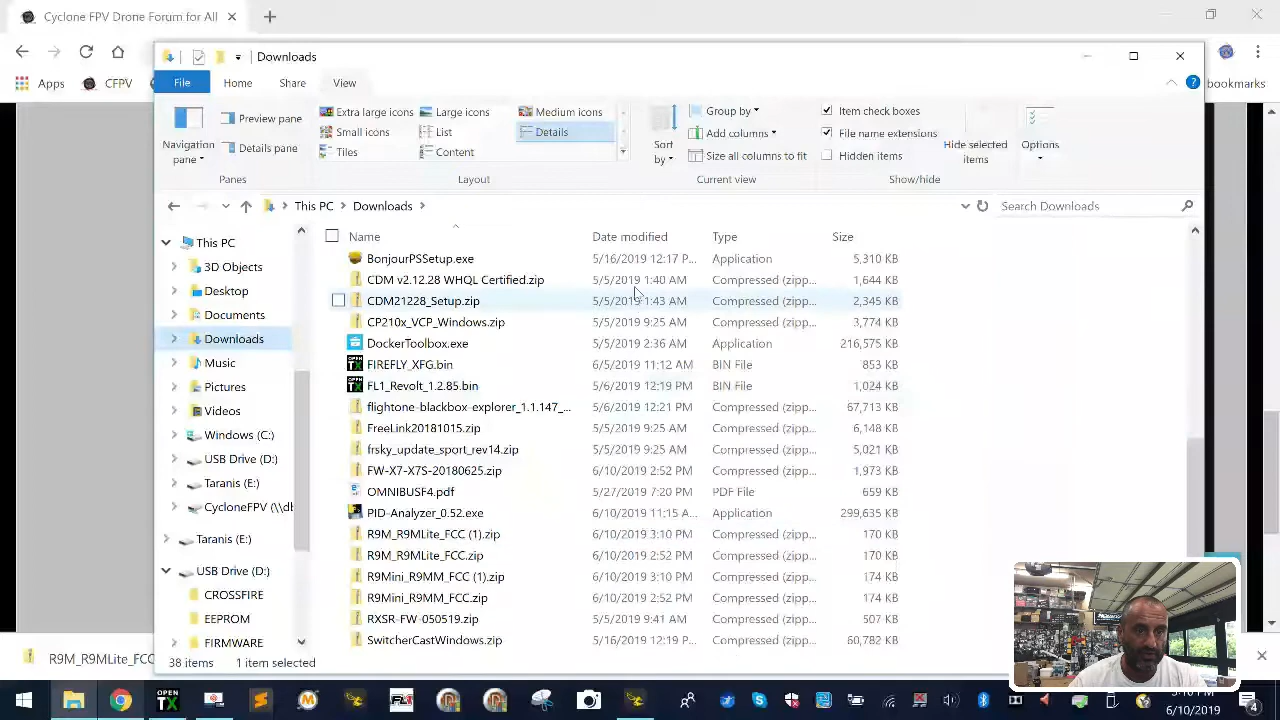 Cyclone FPV Drone Forum for All
Downloads
Apps
CFPV
bookmarks
File
Home
Share
View
Navigation pane
Preview pane
Details pane
Panes
Extra large icons
Large icons
Medium icons
Small icons
List
Details
Tiles
Content
Layout
Sort by
Group by
Add columns
Size all columns to fit
Current view
Item check boxes
File name extensions
Hidden items
Hide selected items
Options
Show/hide
This PC
Downloads
Search Downloads
This PC
3D Objects
Desktop
Documents
Downloads
Music
Pictures
Videos
Windows (C:)
USB Drive (D:)
Taranis (E:)
CycloneFPV (\\dl
Taranis (E:)
USB Drive (D:)
CROSSFIRE
EEPROM
FIRMWARE
Name Date modified Type Size
BonjourPSSetup.exe 5/16/2019 12:17 P... Application 5,310 KB
CDM v2.12.28 WHQL Certified.zip 5/5/2019 1:40 AM Compressed (zipp... 1,644 KB
CDM21228_Setup.zip 5/5/2019 1:43 AM Compressed (zipp... 2,345 KB
CP210x_VCP_Windows.zip 5/5/2019 9:25 AM Compressed (zipp... 3,774 KB
DockerToolbox.exe 5/5/2019 2:36 AM Application 216,575 KB
FIREFLY_XFG.bin 6/5/2019 11:12 AM BIN File 853 KB
FL1_Revolt_1.2.85.bin 5/6/2019 12:19 PM BIN File 1,024 KB
flightone-blackbox-explorer_1.1.147_... 5/6/2019 12:21 PM Compressed (zipp... 67,713 KB
FreeLink20181015.zip 5/5/2019 9:25 AM Compressed (zipp... 6,148 KB
frsky_update_sport_rev14.zip 5/5/2019 9:25 AM Compressed (zipp... 5,021 KB
FW-X7-X7S-20180625.zip 6/10/2019 2:52 PM Compressed (zipp... 1,973 KB
OMNIBUSF4.pdf 5/27/2019 7:20 PM PDF File 659 KB
PID-Analyzer_0.52.exe 6/10/2019 11:15 A... Application 299,635 KB
R9M_R9MLite_FCC (1).zip 6/10/2019 3:10 PM Compressed (zipp... 170 KB
R9M_R9MLite_FCC.zip 6/10/2019 2:52 PM Compressed (zipp... 170 KB
R9Mini_R9MM_FCC (1).zip 6/10/2019 3:10 PM Compressed (zipp... 174 KB
R9Mini_R9MM_FCC.zip 6/10/2019 2:52 PM Compressed (zipp... 174 KB
RXSR-FW-050519.zip 5/5/2019 9:41 AM Compressed (zipp... 507 KB
SwitcherCastWindows.zip 5/16/2019 12:19 P... Compressed (zipp... 60,782 KB
38 items 1 item selected
R9M_R9MLite_FCC
OPEN TX
6/10/2019
4